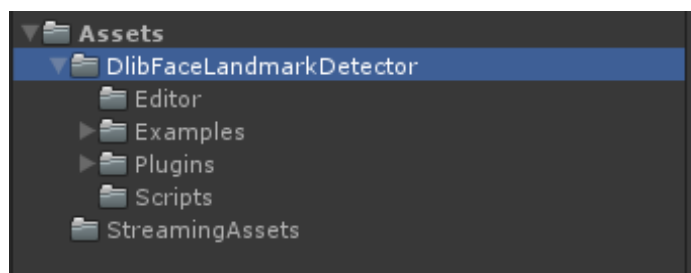 Assets
DlibFaceLandmarkDetector
Editor
Examples
Plugins
Scripts
StreamingAssets